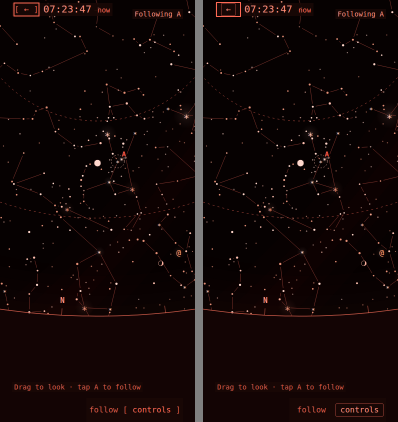 [ ← ] 07:23:47 now
Following A
A
@
N
Drag to look · tap A to follow
follow [ controls ]
← 07:23:47 now
Following A
A
@
N
Drag to look · tap A to follow
follow controls